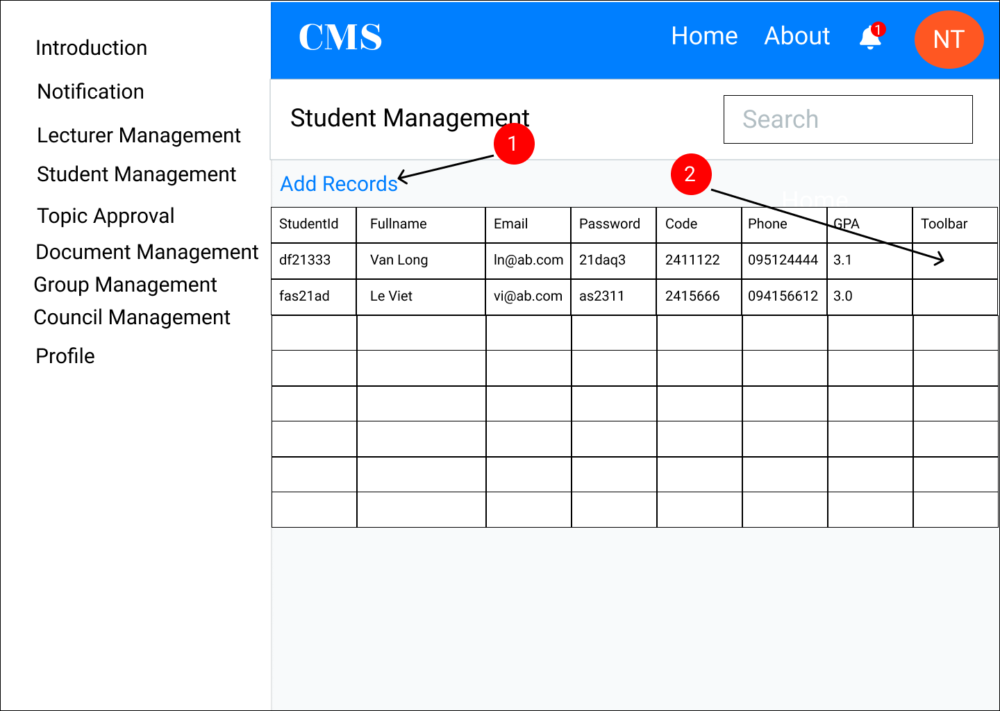 CMS
Home
About
1
NT
Introduction
Notification
Lecturer Management
Student Management
Topic Approval
Document Management
Group Management
Council Management
Profile
Student Management
Search
1
2
Add Records
Home
StudentId Fullname Email Password Code Phone GPA Toolbar
df21333 Van Long ln@ab.com 21daq3 2411122 095124444 3.1
fas21ad Le Viet vi@ab.com as2311 2415666 094156612 3.0